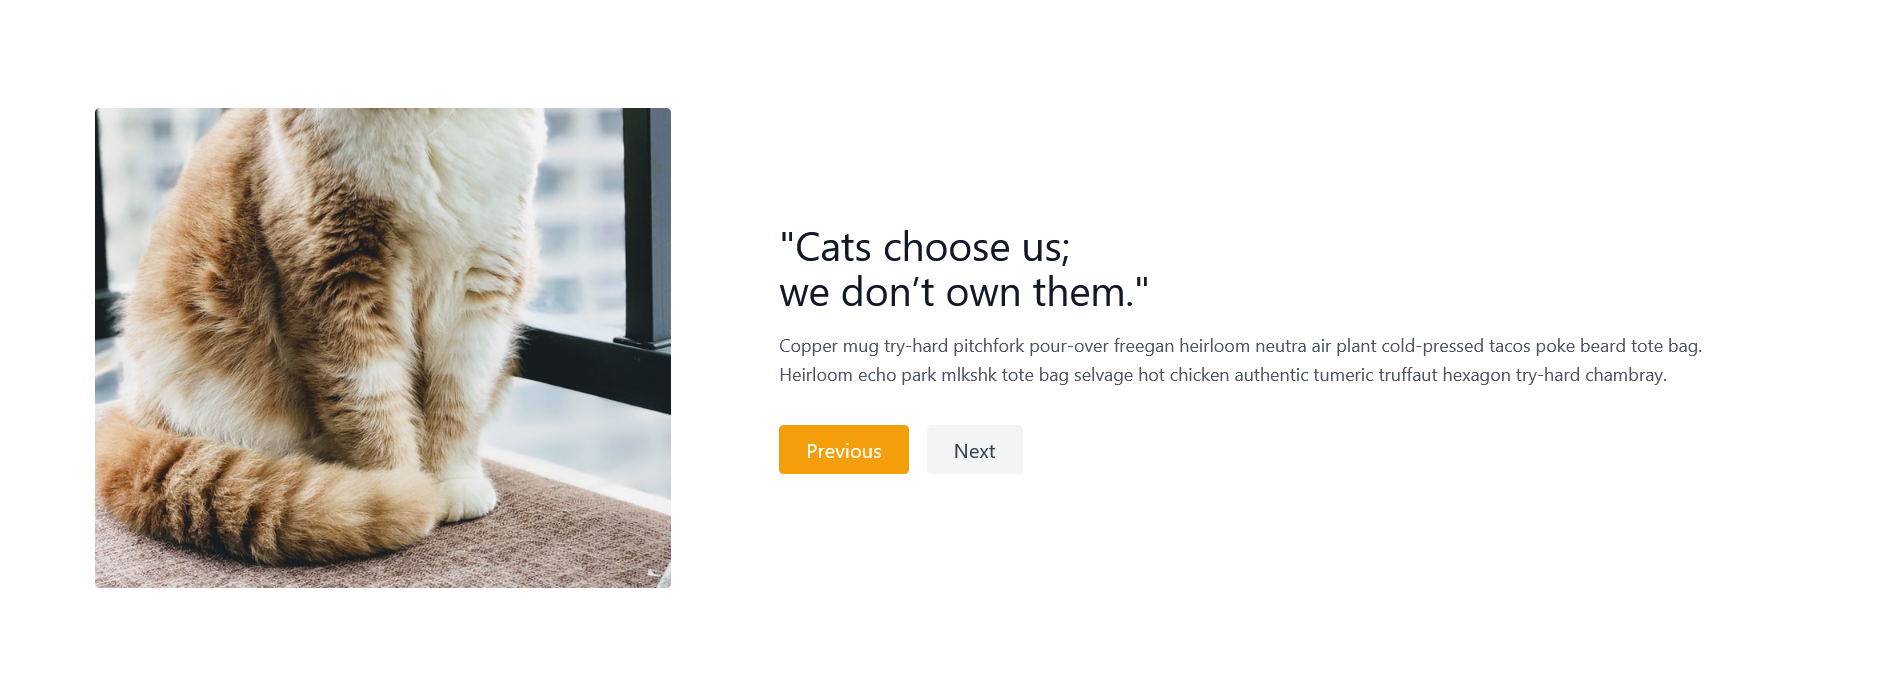 "Cats choose us;
we don’t own them."
Copper mug try-hard pitchfork pour-over freegan heirloom neutra air plant cold-pressed tacos poke beard tote bag.
Heirloom echo park mlkshk tote bag selvage hot chicken authentic tumeric truffaut hexagon try-hard chambray.
Previous
Next